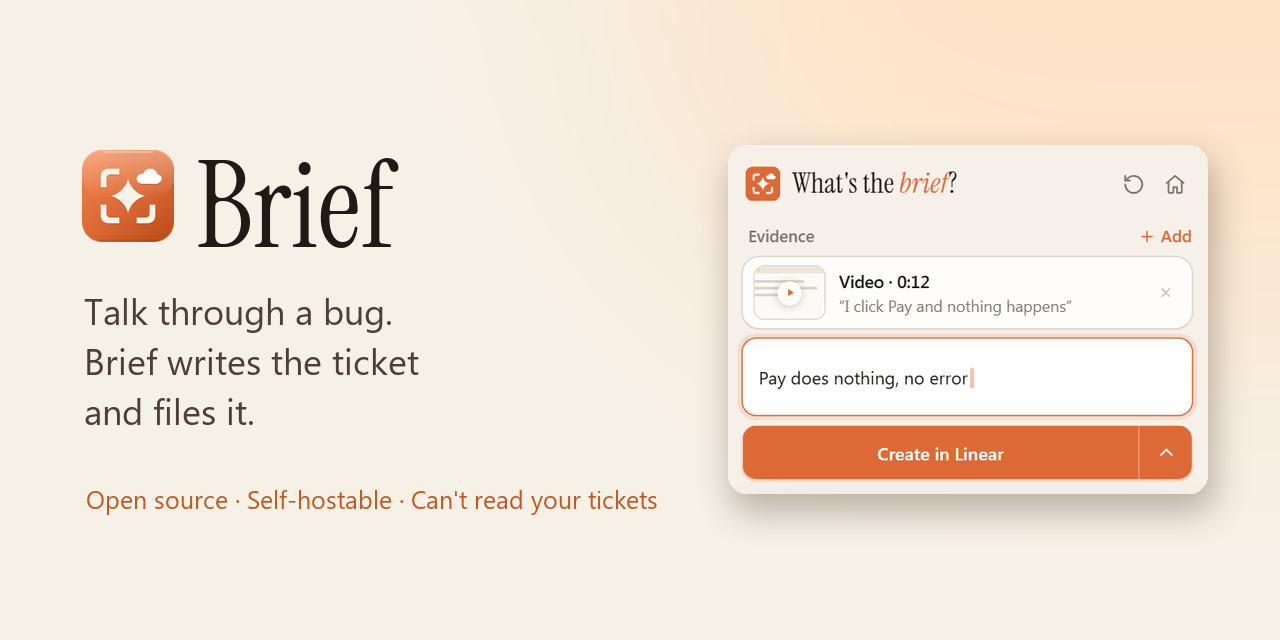 Brief
Talk through a bug.
Brief writes the ticket
and files it.
Open source · Self-hostable · Can't read your tickets
What's the brief?
Evidence
+ Add
Video · 0:12
“I click Pay and nothing happens”
Pay does nothing, no error
Create in Linear